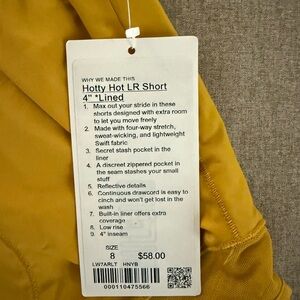 WHY WE MADE THIS
Hotty Hot LR Short
4" *Lined
1. Max out your stride in these
shorts designed with extra room
to let you move freely
2. Made with four-way stretch,
sweat-wicking, and lightweight
Swift fabric
3. Secret stash pocket in the
liner
4. A discreet zippered pocket in
the seam stashes your small
stuff
5. Reflective details
6. Continuous drawcord is easy to
cinch and won't get lost in the
wash
7. Built-in liner offers extra
coverage
8. Low rise
9. 4" inseam
SIZE
8 $58.00
LW7ARLT HNYB
000110475566